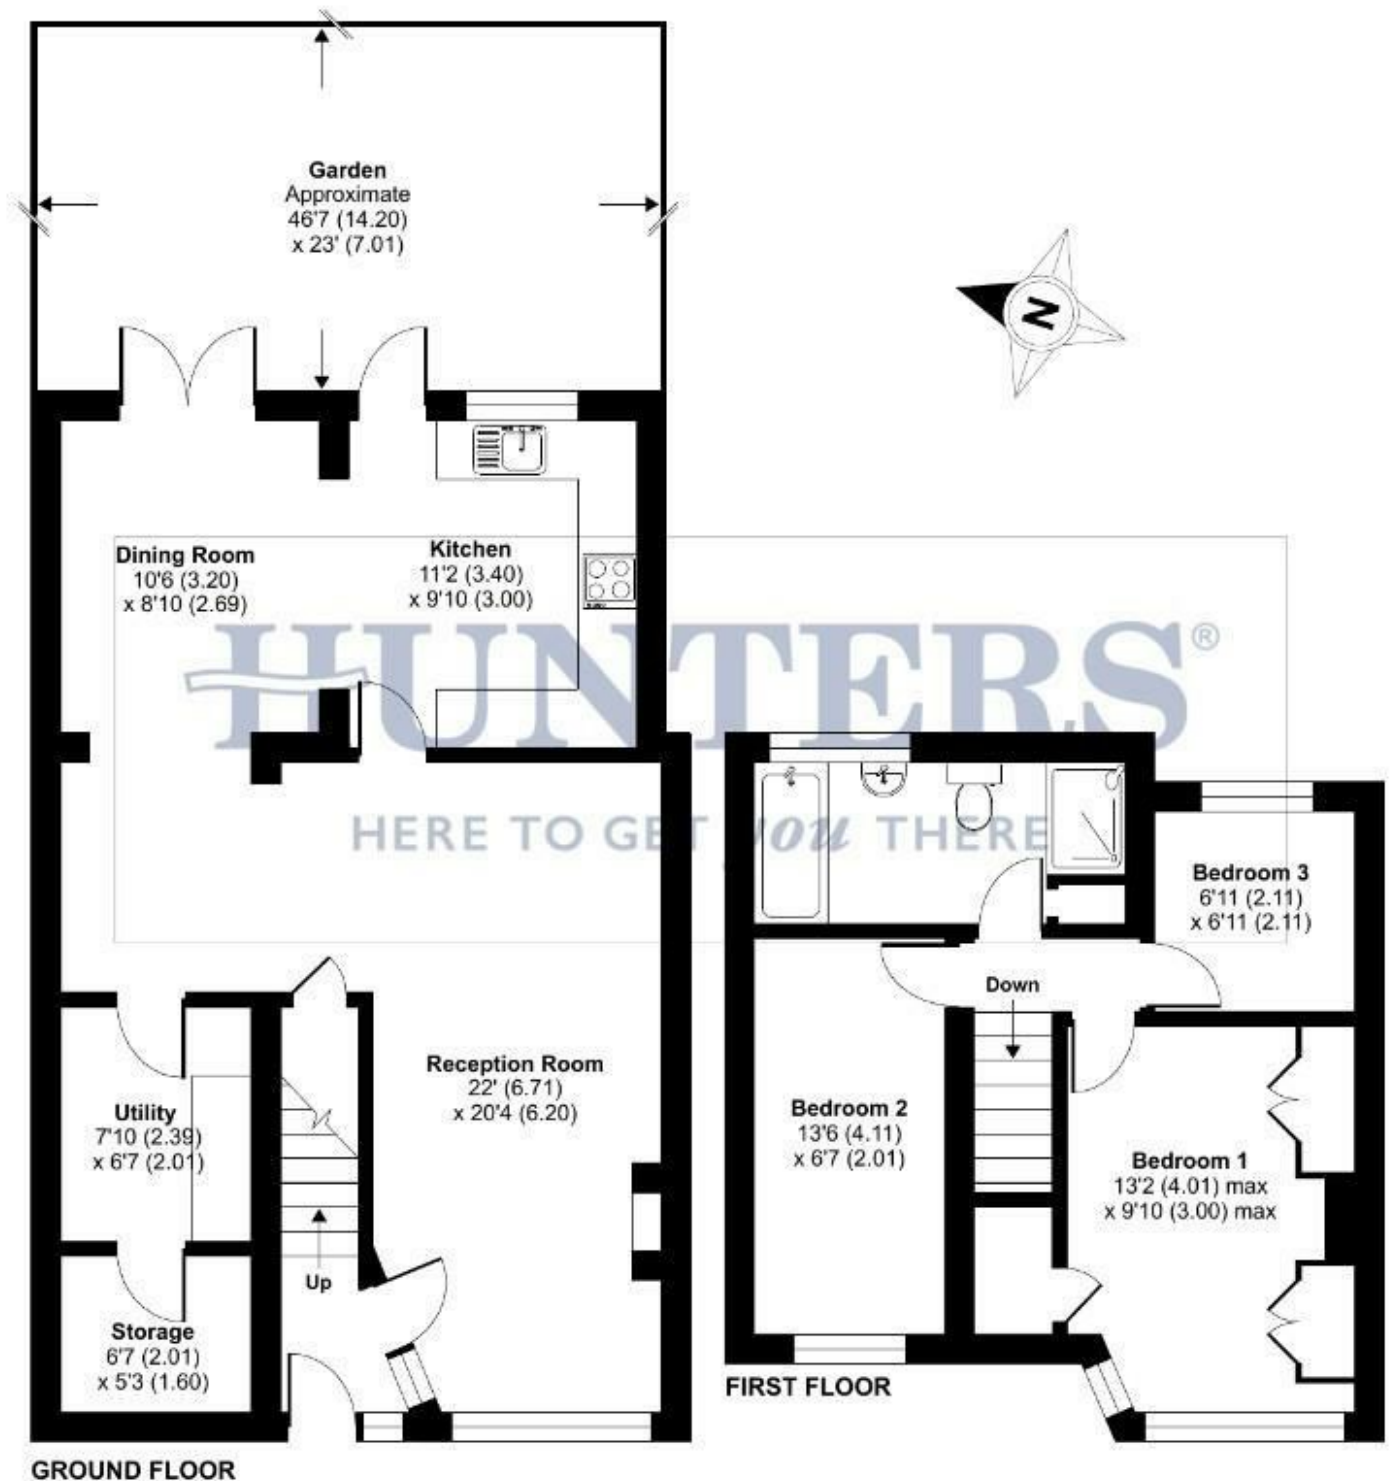 Garden
Approximate
46'7 (14.20)
x 23' (7.01)
N
Dining Room
10'6 (3.20)
x 8'10 (2.69)
Kitchen
11'2 (3.40)
x 9'10 (3.00)
HUNTERS®
HERE TO GET you THERE
Bedroom 3
6'11 (2.11)
x 6'11 (2.11)
Down
Reception Room
22' (6.71)
x 20'4 (6.20)
Utility
7'10 (2.39)
x 6'7 (2.01)
Bedroom 2
13'6 (4.11)
x 6'7 (2.01)
Bedroom 1
13'2 (4.01) max
x 9'10 (3.00) max
Up
Storage
6'7 (2.01)
x 5'3 (1.60)
FIRST FLOOR
GROUND FLOOR